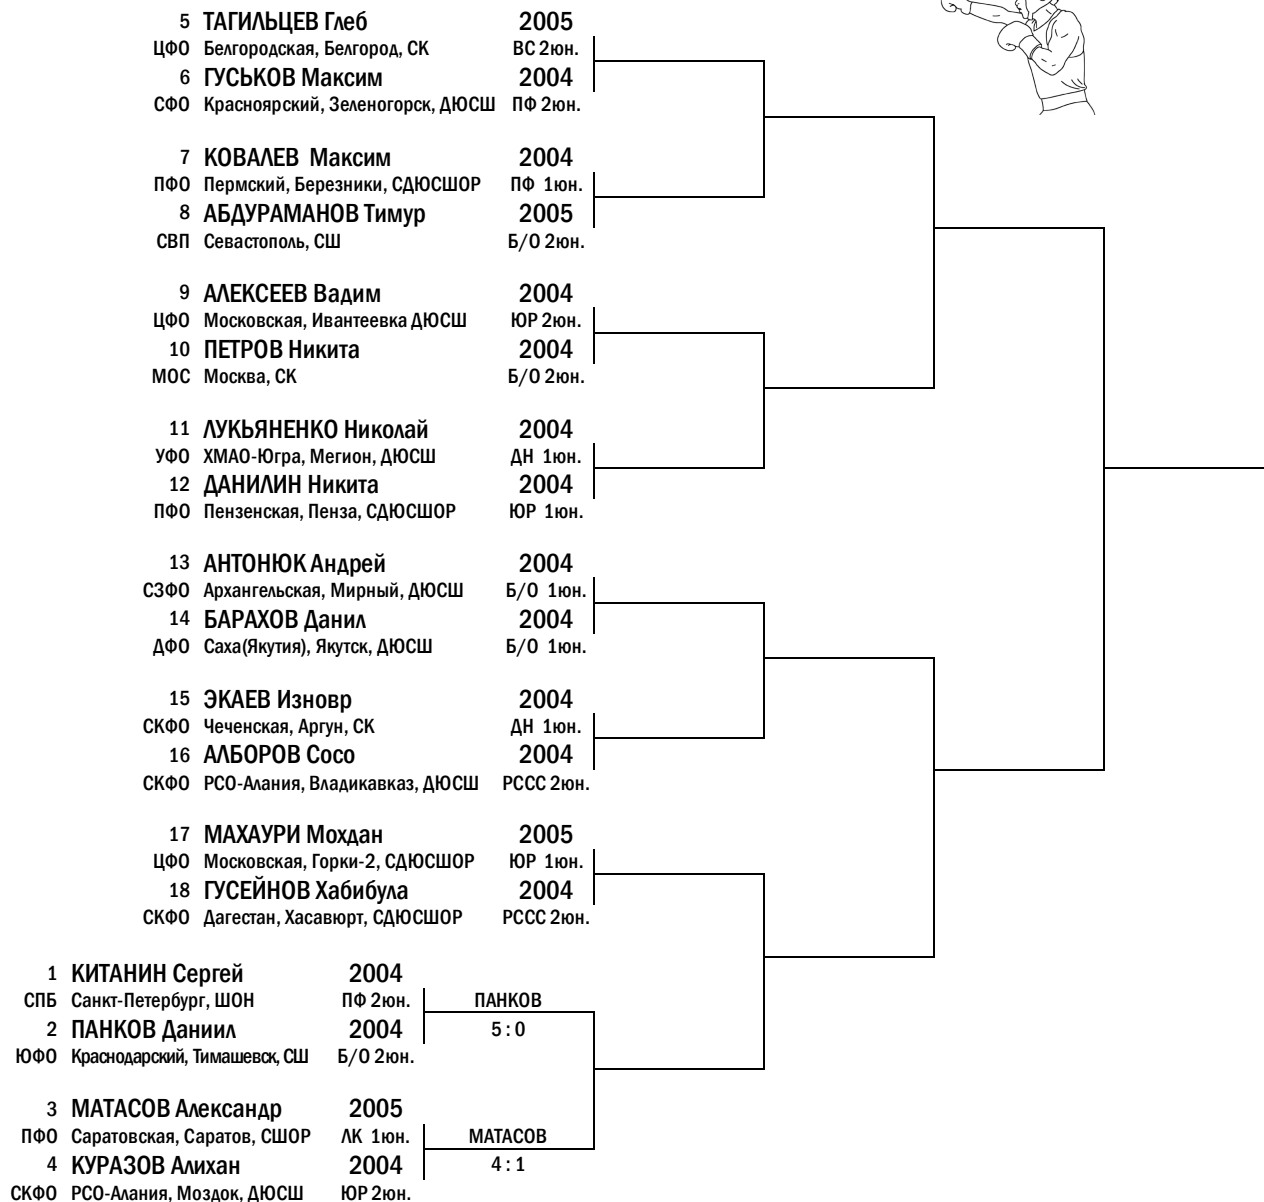 5 ТАГИЛЬЦЕВ Глеб 2005
ЦФО Белгородская, Белгород, СК ВС 2юн.
6 ГУСЬКОВ Максим 2004
СФО Красноярский, Зеленогорск, ДЮСШ ПФ 2юн.
7 КОВАЛЕВ Максим 2004
ПФО Пермский, Березники, СДЮСШОР ПФ 1юн.
8 АБДУРАМАНОВ Тимур 2005
СВП Севастополь, СШ Б/О 2юн.
9 АЛЕКСЕЕВ Вадим 2004
ЦФО Московская, Ивантеевка ДЮСШ ЮР 2юн.
10 ПЕТРОВ Никита 2004
МОС Москва, СК Б/О 2юн.
11 ЛУКЬЯНЕНКО Николай 2004
УФО ХМАО-Югра, Мегион, ДЮСШ ДН 1юн.
12 ДАНИЛИН Никита 2004
ПФО Пензенская, Пенза, СДЮСШОР ЮР 1юн.
13 АНТОНЮК Андрей 2004
СЗФО Архангельская, Мирный, ДЮСШ Б/О 1юн.
14 БАРАХОВ Данил 2004
ДФО Саха(Якутия), Якутск, ДЮСШ Б/О 1юн.
15 ЭКАЕВ Изновр 2004
СКФО Чеченская, Аргун, СК ДН 1юн.
16 АЛБОРОВ Сосо 2004
СКФО РСО-Алания, Владикавказ, ДЮСШ РССС 2юн.
17 МАХАУРИ Мохдан 2005
ЦФО Московская, Горки-2, СДЮСШОР ЮР 1юн.
18 ГУСЕЙНОВ Хабибула 2004
СКФО Дагестан, Хасавюрт, СДЮСШОР РССС 2юн.
1 КИТАНИН Сергей 2004
СПБ Санкт-Петербург, ШОН ПФ 2юн. ПАНКОВ
2 ПАНКОВ Даниил 2004 5 : 0
ЮФО Краснодарский, Тимашевск, СШ Б/О 2юн.
3 МАТАСОВ Александр 2005
ПФО Саратовская, Саратов, СШОР ЛК 1юн. МАТАСОВ
4 КУРАЗОВ Алихан 2004 4 : 1
СКФО РСО-Алания, Моздок, ДЮСШ ЮР 2юн.